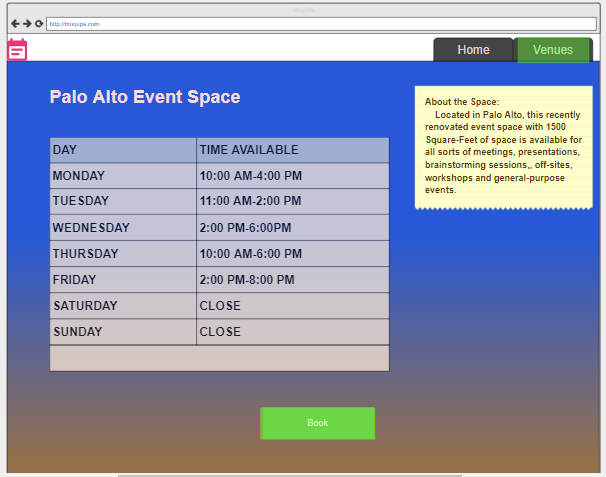 http://moqups.com
Home Venues
Palo Alto Event Space
About the Space:
Located in Palo Alto, this recently
renovated event space with 1500
Square-Feet of space is available for
all sorts of meetings, presentations,
brainstorming sessions,, off-sites,
workshops and general-purpose
events.
DAY TIME AVAILABLE
MONDAY 10:00 AM-4:00 PM
TUESDAY 11:00 AM-2:00 PM
WEDNESDAY 2:00 PM-6:00PM
THURSDAY 10:00 AM-6:00 PM
FRIDAY 2:00 PM-8:00 PM
SATURDAY CLOSE
SUNDAY CLOSE
Book